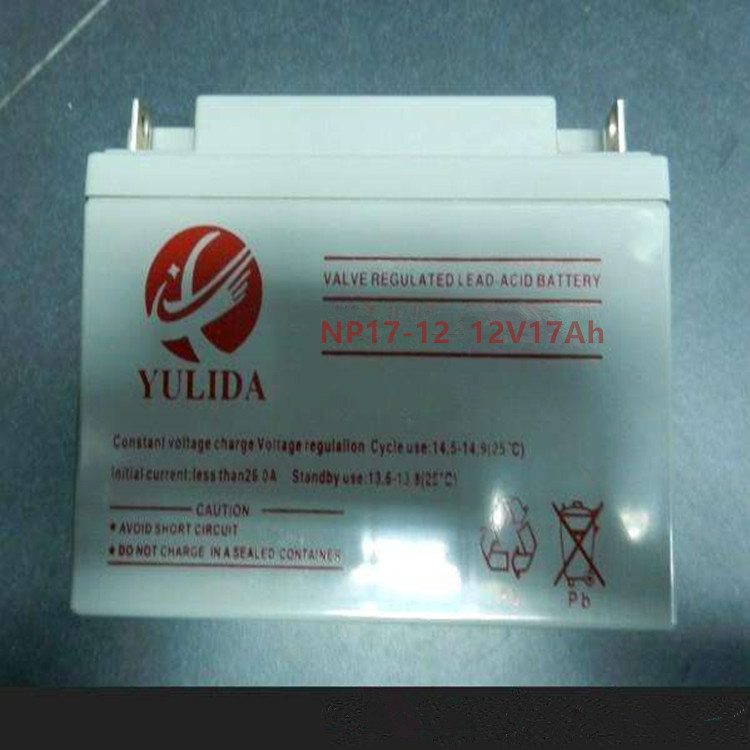 VALVE REGULATED LEAD-ACID BATTERY
NP17-12 12V17Ah
YULIDA
Constant voltage charge Voltage regulation Cycle use:14.5-14.9(25℃)
Initial current:less than 26.0A Standby use:13.6-13.8(25℃)
CAUTION
★AVOID SHORT CIRCUIT
★DO NOT CHARGE IN A SEALED CONTAINER
Pb